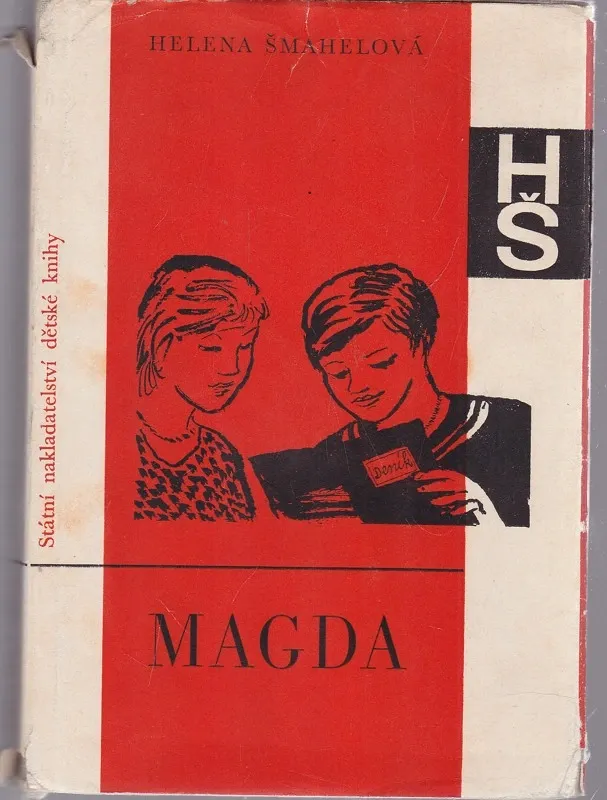 HELENA ŠMAHELOVÁ
HŠ
Státní nakladatelství dětské knihy
Deník
MAGDA